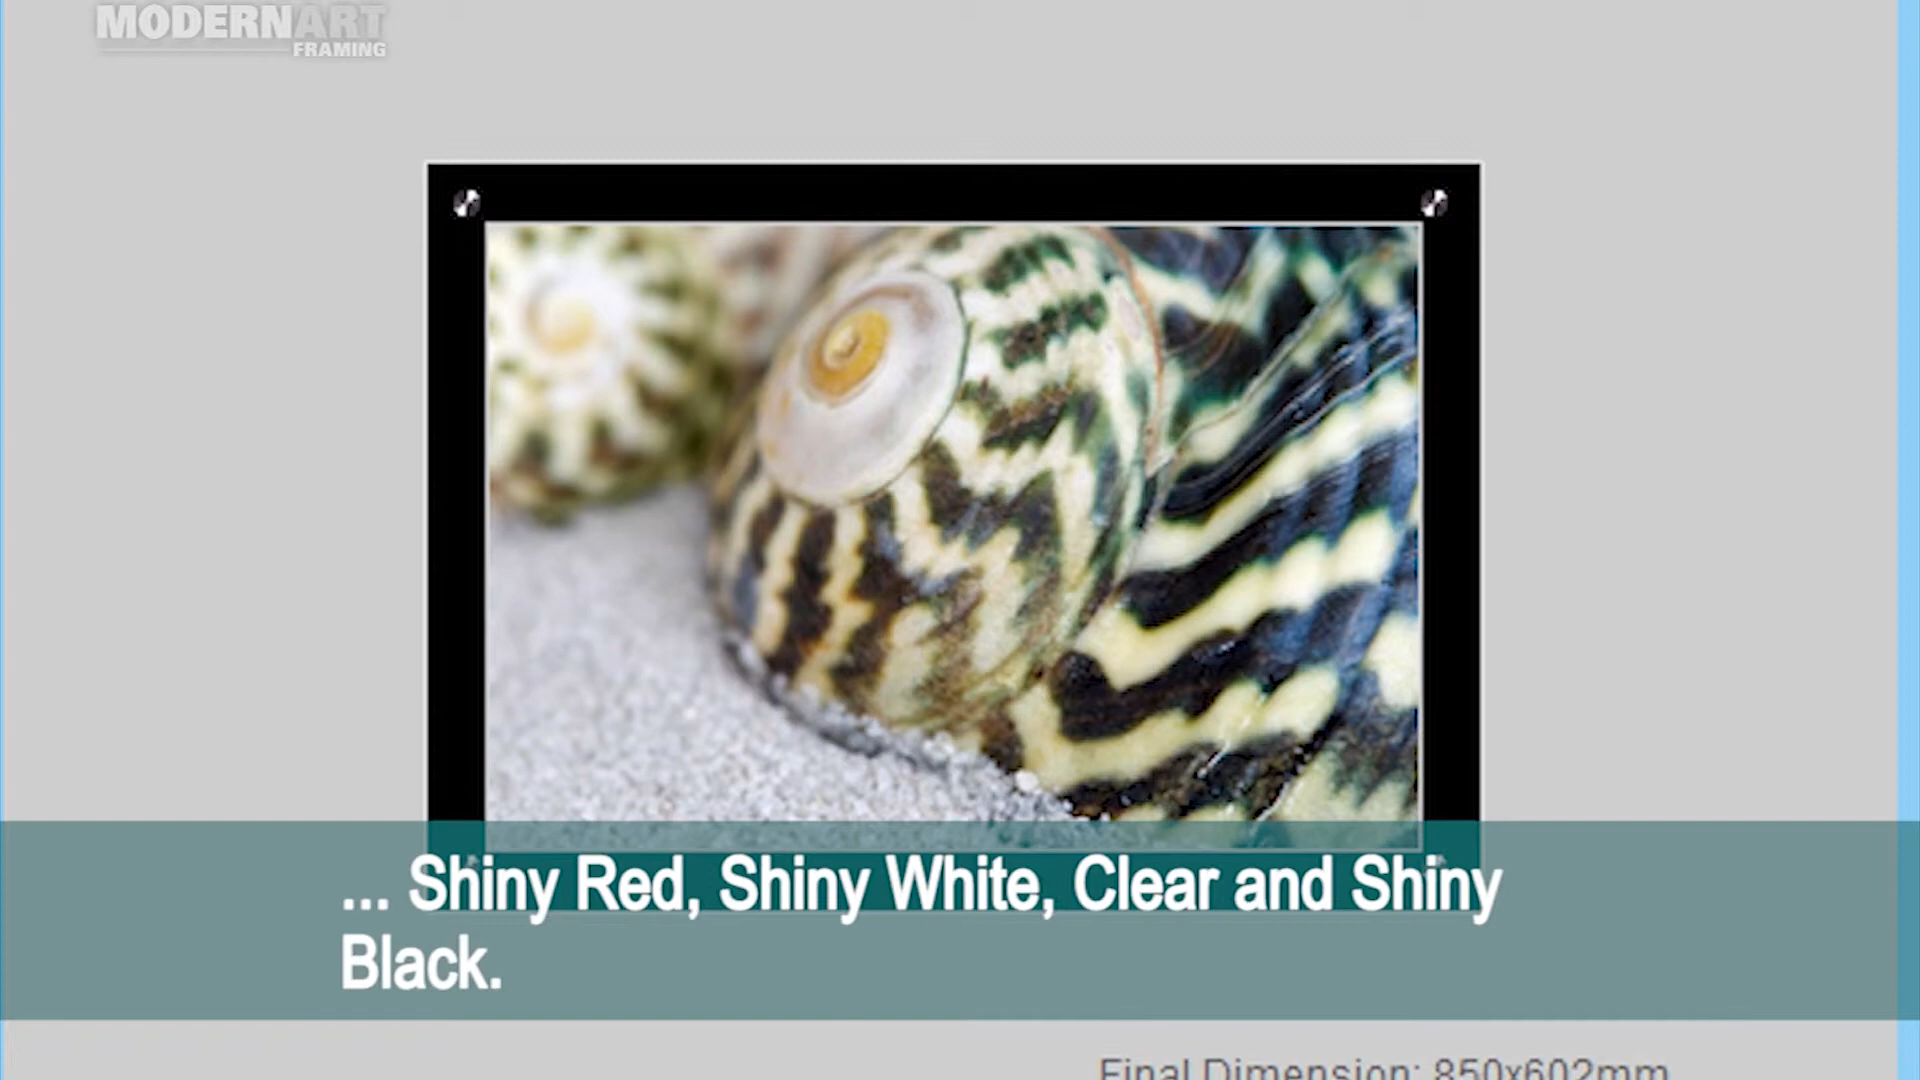 MODERNART
FRAMING
... Shiny Red, Shiny White, Clear and Shiny
Black.
Final Dimension: 850x602mm